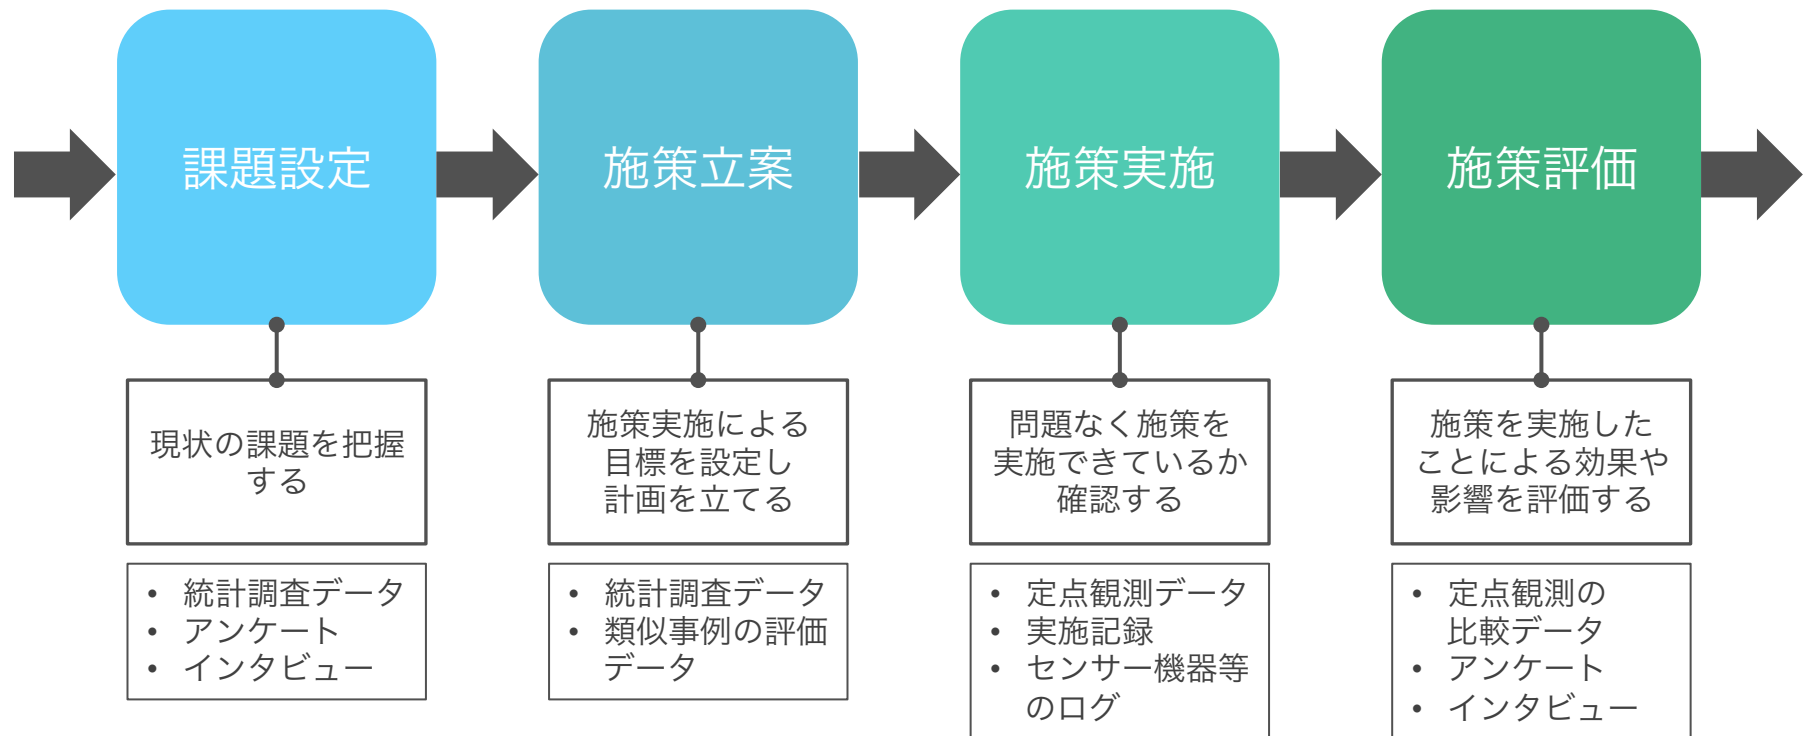 課題設定
施策立案
施策実施
施策評価
現状の課題を把握
する
施策実施による
目標を設定し
計画を立てる
問題なく施策を
実施できているか
確認する
施策を実施した
ことによる効果や
影響を評価する
• 統計調査データ
• アンケート
• インタビュー
• 統計調査データ
• 類似事例の評価
データ
• 定点観測データ
• 実施記録
• センサー機器等
のログ
• 定点観測の
比較データ
• アンケート
• インタビュー